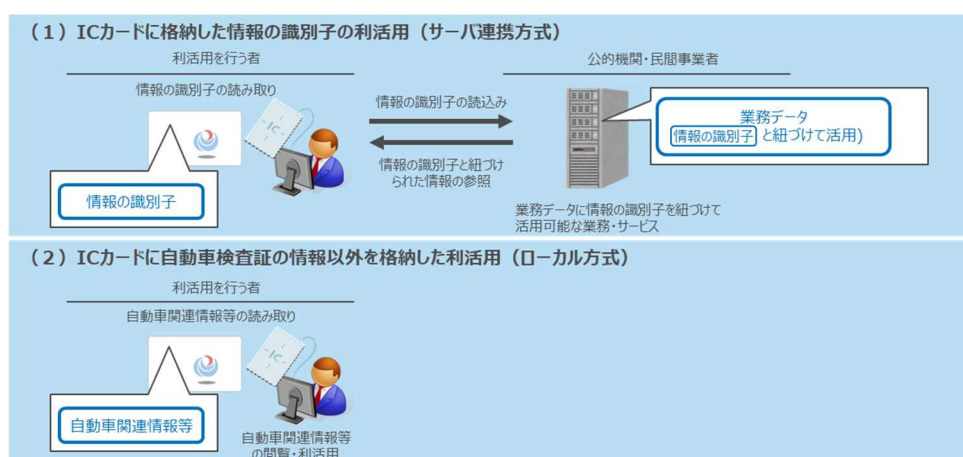 （１）ICカードに格納した情報の識別子の利活用（サーバ連携方式）
利活用を行う者
公的機関・民間事業者
情報の識別子の読み取り
IC
情報の識別子
情報の識別子の読込み
情報の識別子と紐づけ
られた情報の参照
業務データ
情報の識別子 と紐づけて活用)
業務データに情報の識別子を紐づけて
活用可能な業務・サービス
（２）ICカードに自動車検査証の情報以外を格納した利活用（ローカル方式）
利活用を行う者
自動車関連情報等の読み取り
IC
自動車関連情報等
自動車関連情報等
の閲覧・利活用